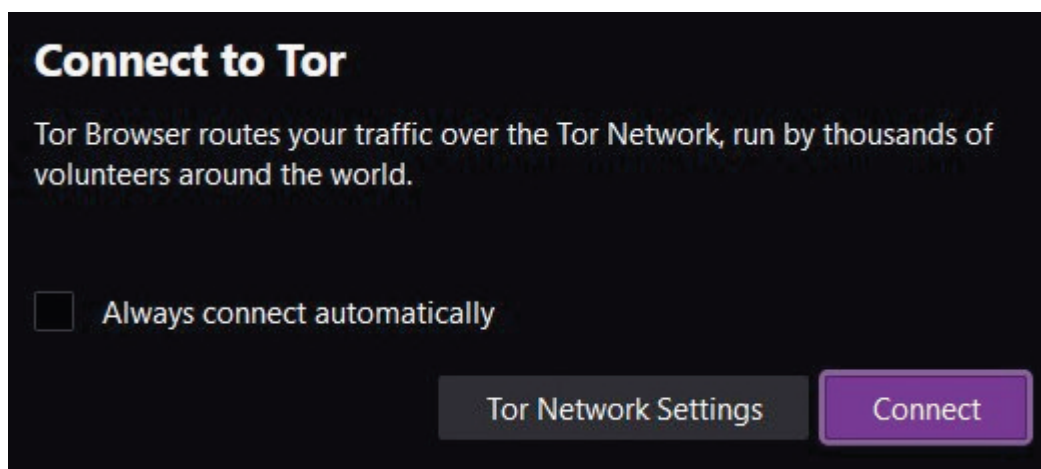 Connect to Tor
Tor Browser routes your traffic over the Tor Network, run by thousands of
volunteers around the world.
Always connect automatically
Tor Network Settings
Connect